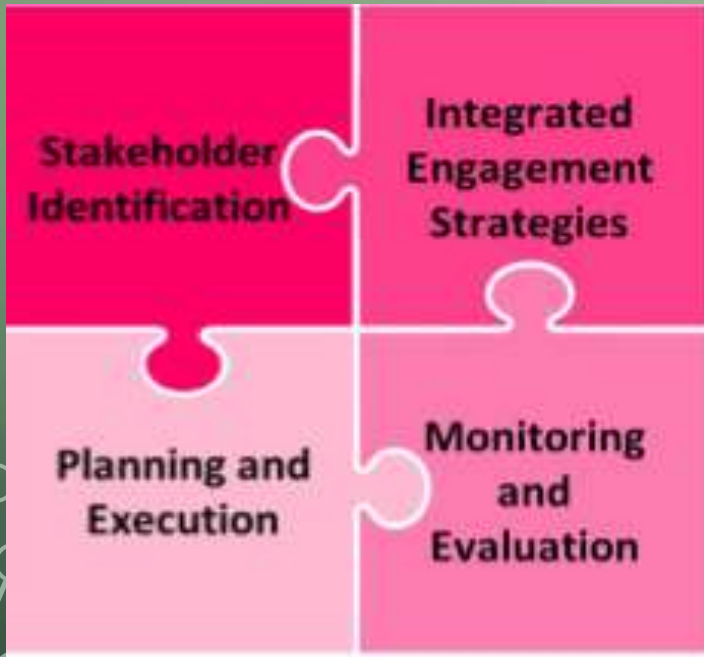 Stakeholder
Identification
Integrated
Engagement
Strategies
Planning and
Execution
Monitoring
and
Evaluation